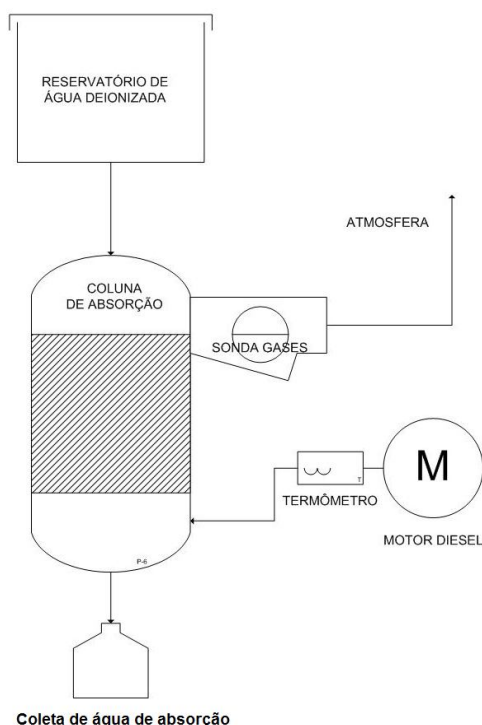 RESERVATÓRIO DE
ÁGUA DEIONIZADA
ATMOSFERA
COLUNA
DE ABSORÇÃO
SONDA GASES
M
T
TERMÔMETRO
MOTOR DIESEL
P-6
Coleta de água de absorção